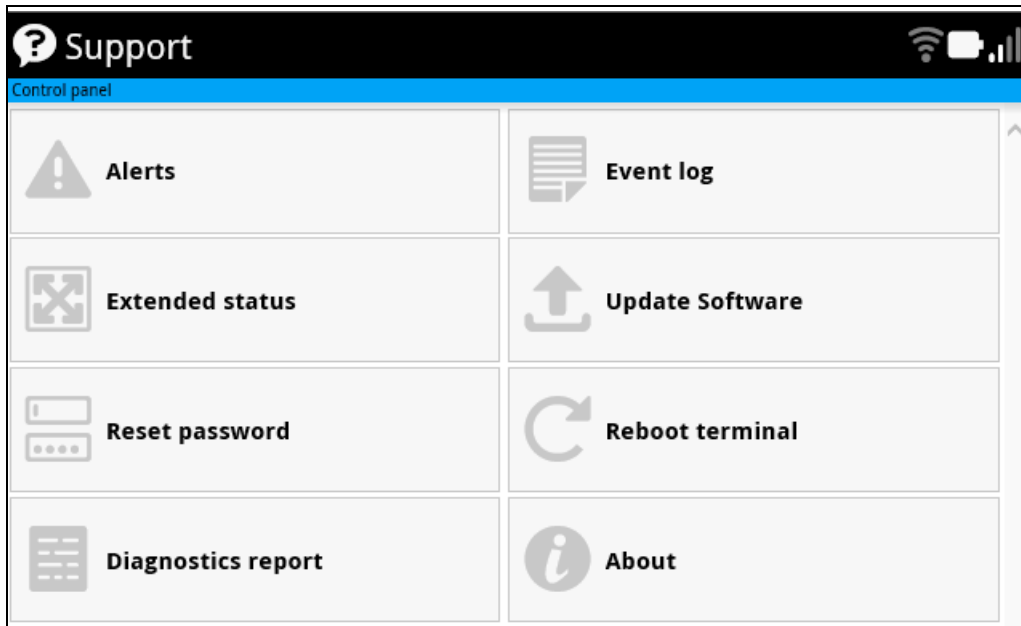 Support
Control panel
Alerts
Event log
Extended status
Update Software
Reset password
Reboot terminal
Diagnostics report
About